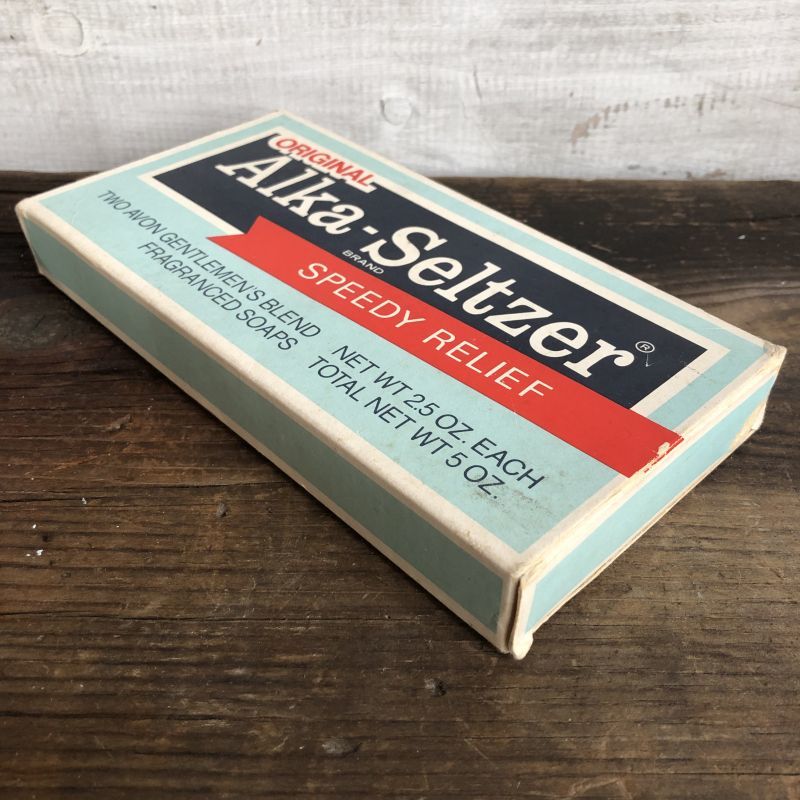 ORIGINAL
Alka-Seltzer®
BRAND
SPEEDY RELIEF
TWO AVON GENTLEMEN'S BLEND
FRAGRANCED SOAPS
NET WT 2.5 OZ. EACH
TOTAL NET WT 5 OZ.